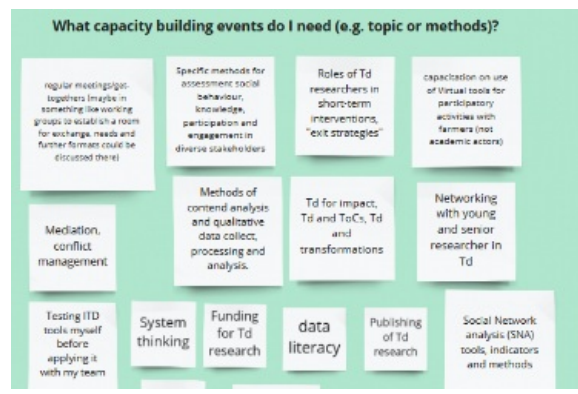 What capacity building events do I need (e.g. topic or methods)?
regular meetings/get-
togethers (maybe in
something like working
groups to establish a room
for exchange, needs and
further formats could be
discussed there)
Specific methods for
assessment social
behaviour,
knowledge,
participation and
engagement in
diverse stakeholders
Roles of Td
researchers in
short-term
interventions,
"exit strategies"
capacitation on use
of Virtual tools for
participatory
activities with
farmers (not
academic actors)
Mediation,
conflict
management
Methods of
contend analysis
and qualitative
data collect,
processing and
analysis.
Td for impact,
Td and ToCs, Td
and
transformations
Networking
with young
and senior
researcher in
Td
Testing ITD
tools myself
before
applying it
with my team
System
thinking
Funding
for Td
research
data
literacy
Publishing
of Td
research
Social Network
analysis (SNA)
tools, indicators
and methods